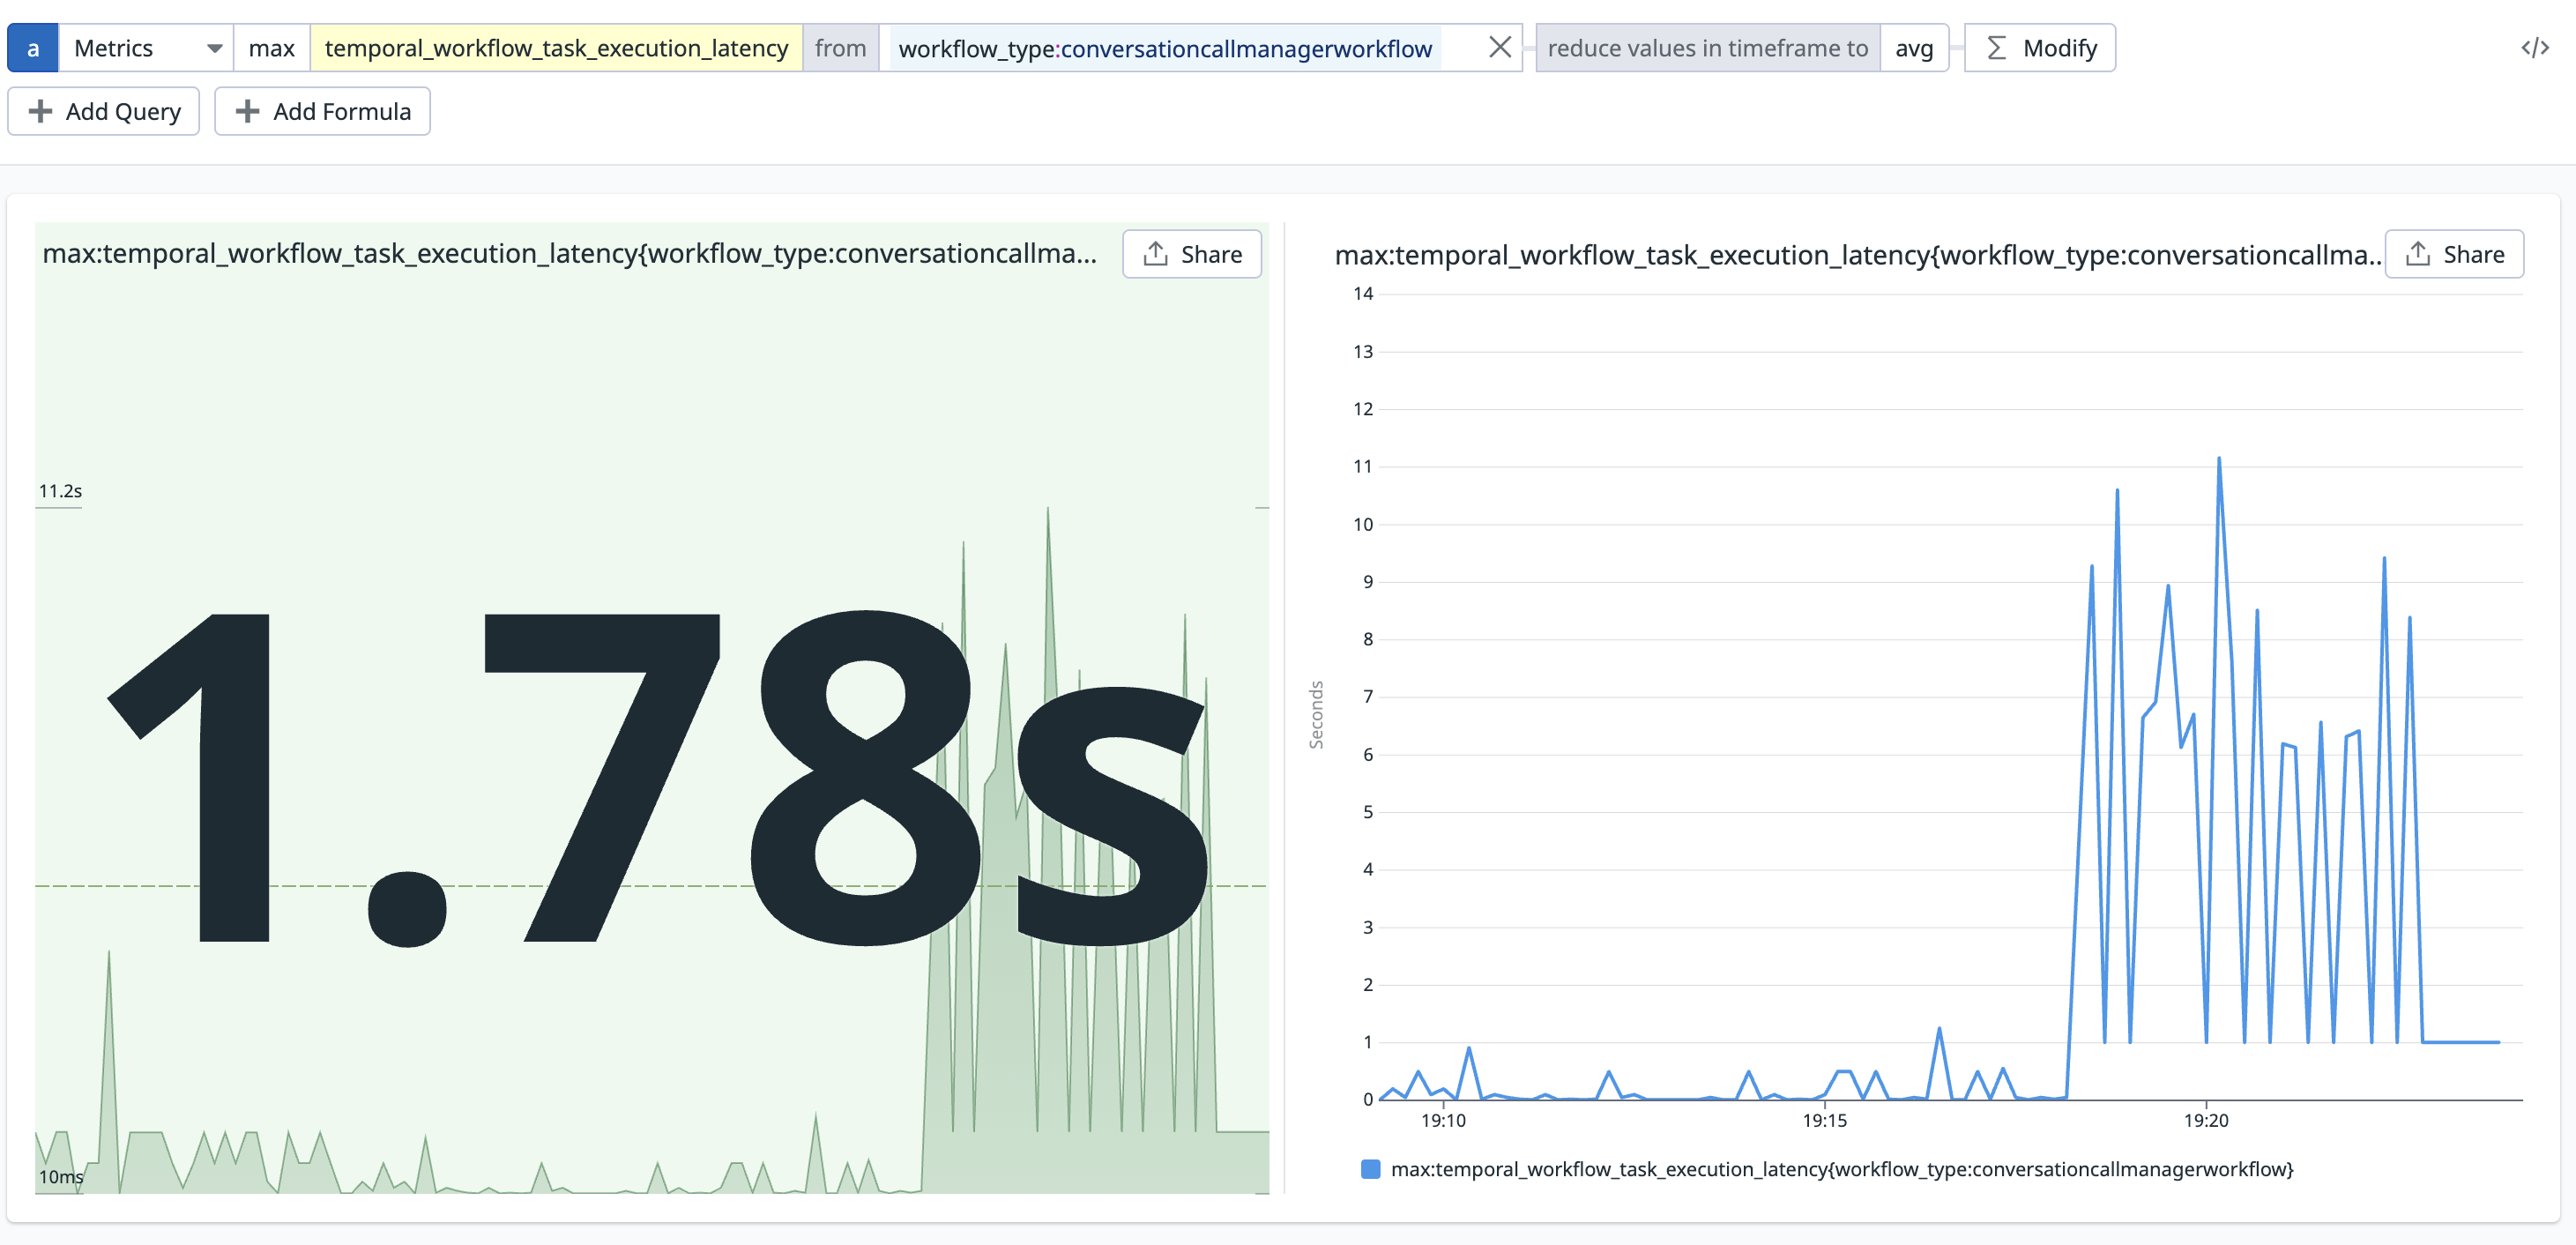 a Metrics max temporal_workflow_task_execution_latency from workflow_type:conversationcallmanagerworkflow reduce values in timeframe to avg Σ Modify </>
+ Add Query + Add Formula
max:temporal_workflow_task_execution_latency{workflow_type:conversationcallma... Share
11.2s
1.78s
10ms
max:temporal_workflow_task_execution_latency{workflow_type:conversationcallma.. Share
14
13
12
11
10
9
8
7
6
5
4
3
2
1
0
Seconds
19:10 19:15 19:20
max:temporal_workflow_task_execution_latency{workflow_type:conversationcallmanagerworkflow}